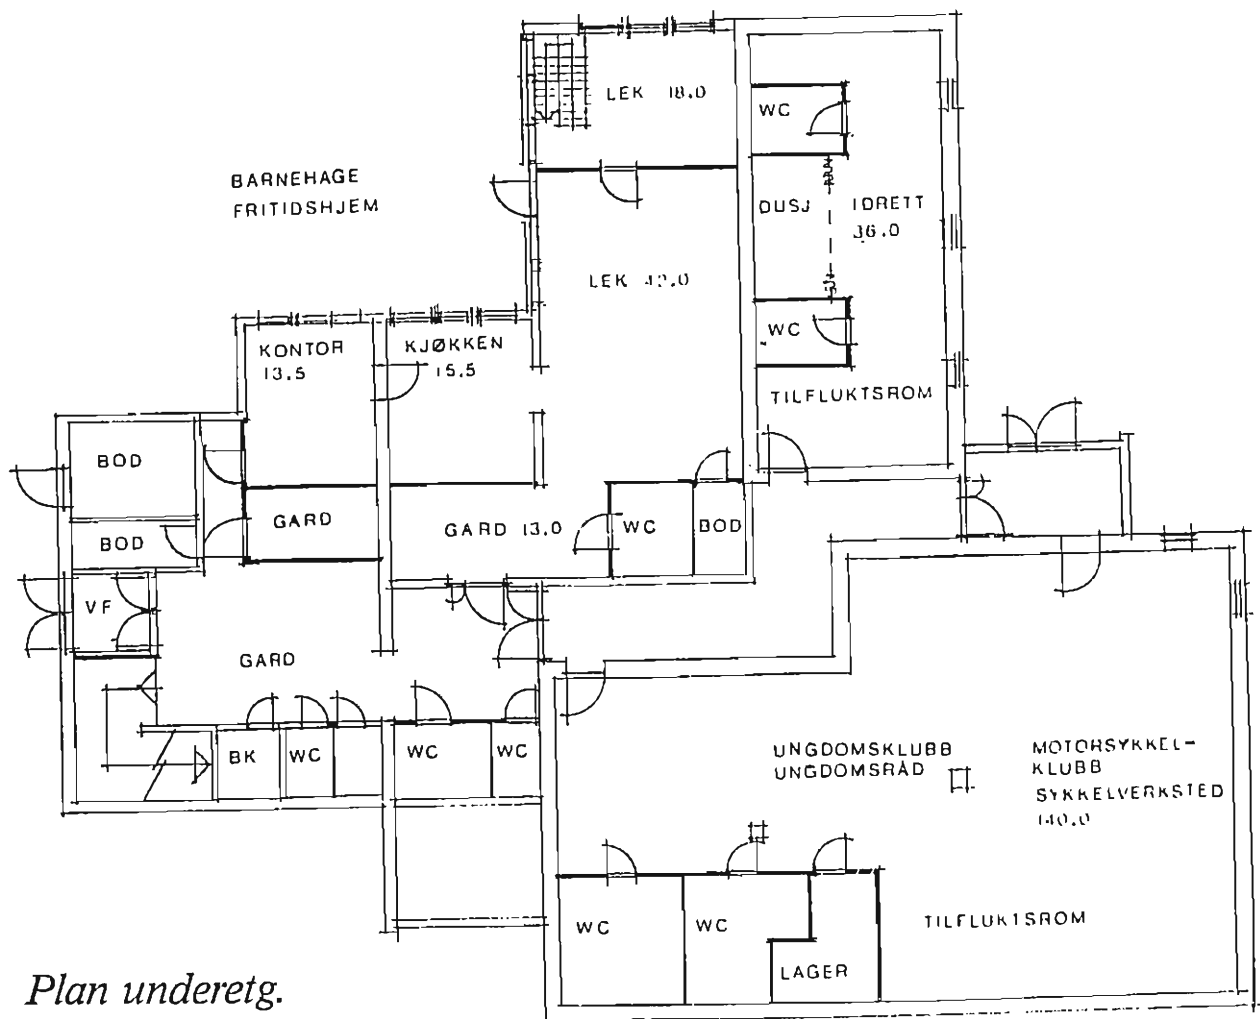 LEK 18.0
WC
BARNEHAGE
FRITIDSHJEM
DUSJ
IDRETT
36.0
LEK
WC
KONTOR
13.5
KJØKKEN
15.5
TILFLUKTSROM
BOD
GARD
GARD 13.0
WC
BOD
BOD
VF
GARD
BK
WC
WC
WC
UNGDOMSKLUBB
UNGDOMSRÅD
MOTORSYKKEL-
KLUBB
SYKKELVERKSTED
140.0
WC
WC
LAGER
TILFLUKTSROM
Plan underetg.